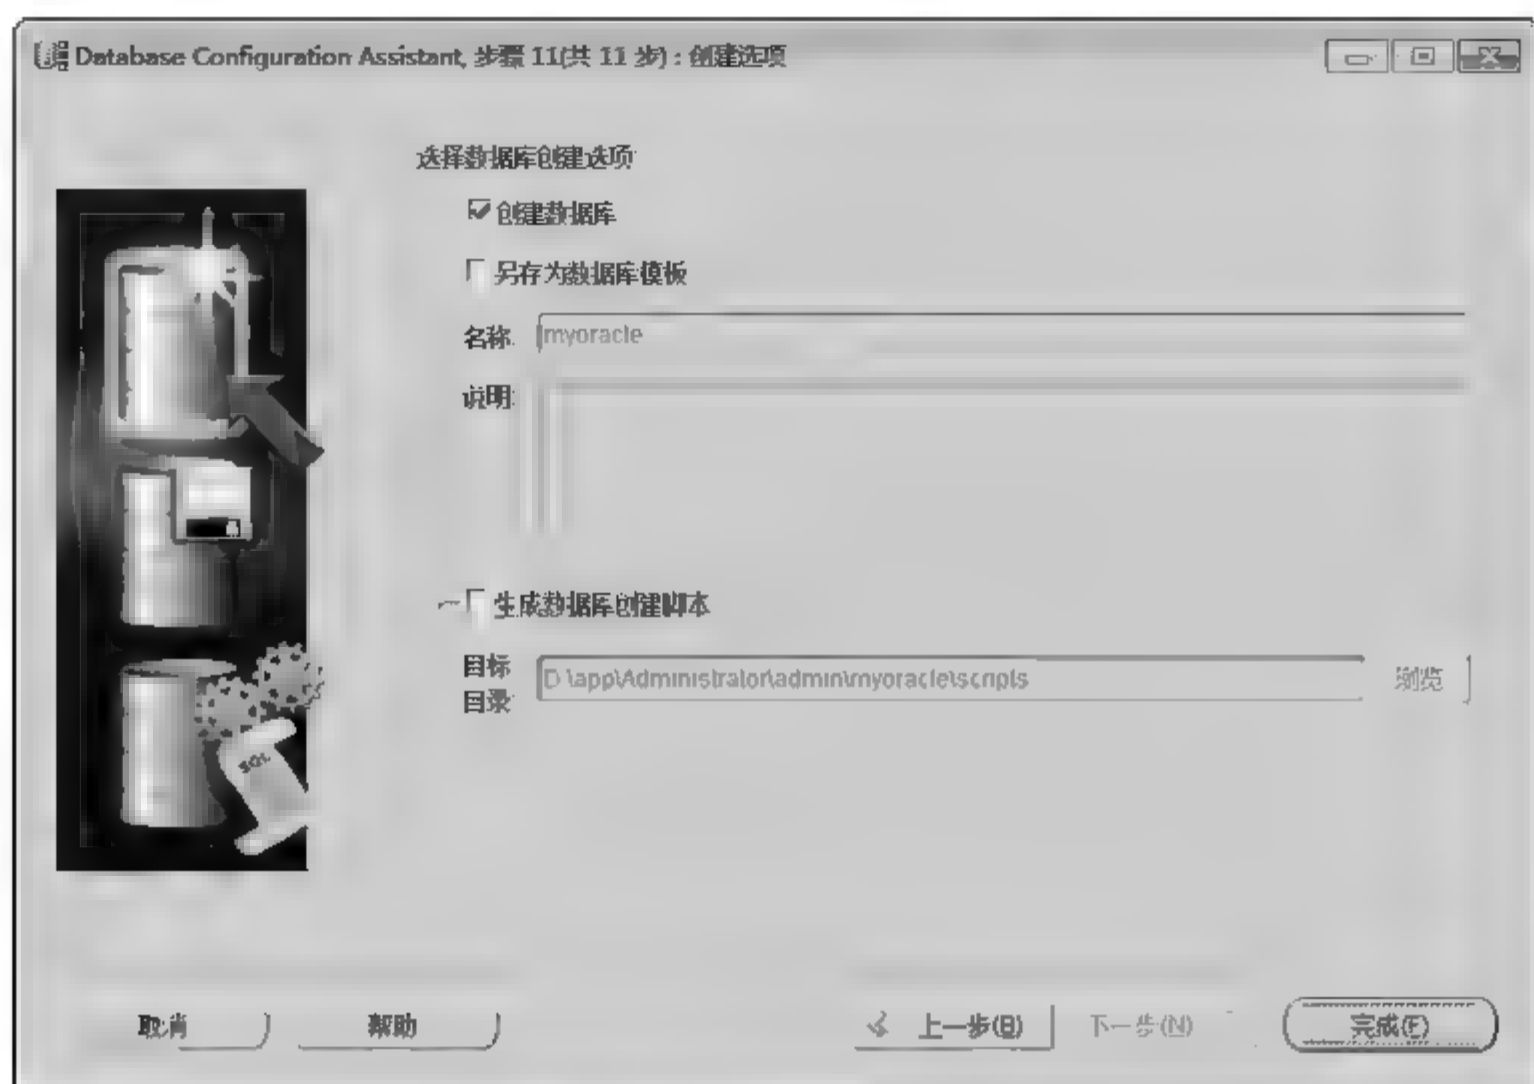 Database Configuration Assistant, 步骤 11(共 11 步) : 创建选项
选择数据库创建选项
创建数据库
另存为数据库模板
名称: myoracle
说明:
生成数据库创建脚本
目标
目录: D:\app\Administrator\admin\myoracle\scripts 浏览
SQL
取消 帮助 上一步(B) 下一步(N) 完成(F)